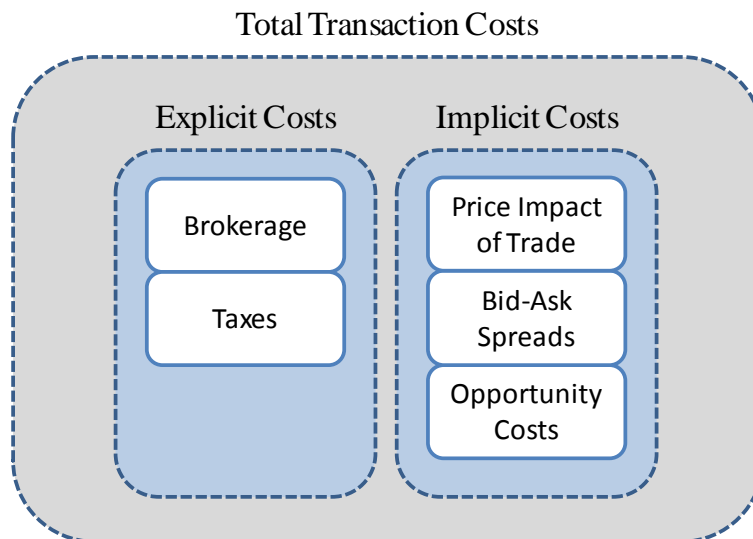 Total Transaction Costs
Explicit Costs
Implicit Costs
Brokerage
Taxes
Price Impact
of Trade
Bid-Ask
Spreads
Opportunity
Costs